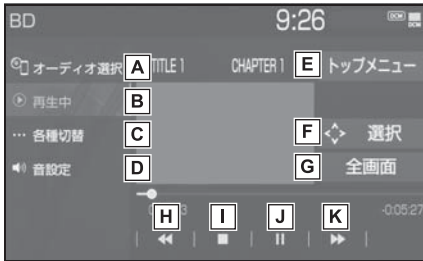 BD 9:26 DCM
オーディオ選択 A TITLE 1 CHAPTER 1 E トップメニュー
再生中 B
… 各種切替 C F 選択
音設定 D G 全画面
-0:05:27
H I J K